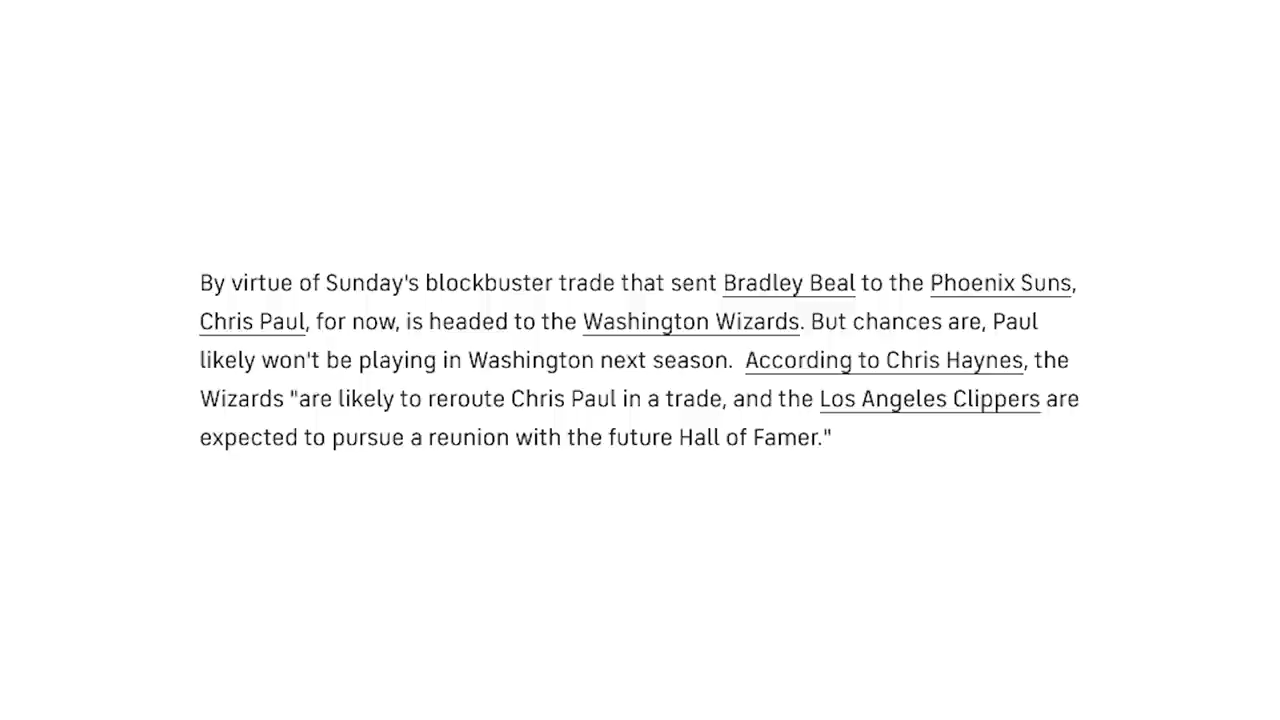 By virtue of Sunday's blockbuster trade that sent Bradley Beal to the Phoenix Suns,
Chris Paul, for now, is headed to the Washington Wizards. But chances are, Paul
likely won't be playing in Washington next season. According to Chris Haynes, the
Wizards "are likely to reroute Chris Paul in a trade, and the Los Angeles Clippers are
expected to pursue a reunion with the future Hall of Famer."